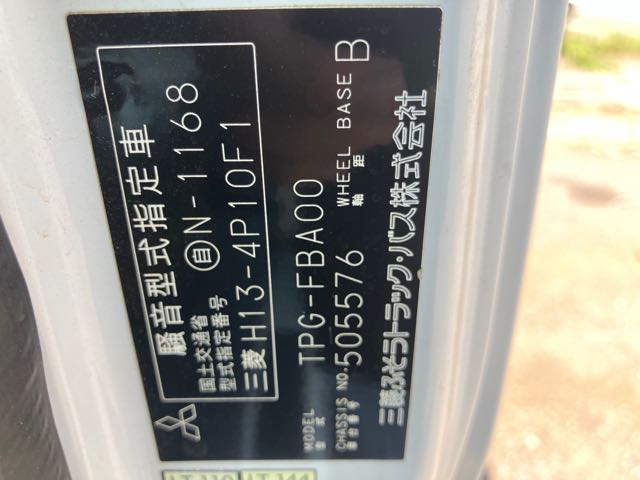 騒音型式指定車
国土交通省
型式指定番号
自N-1168
三菱H13-4P10F1
MODEL
型式
TPG-FBA00
CHASSIS NO.
車台番号
505576
WHEEL BASE
軸距
B
三菱ふそうトラック・バス株式会社